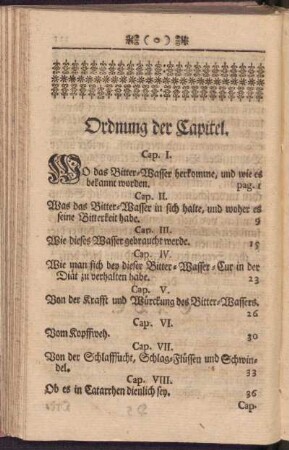 ( o )
Ordnung der Capitel.
Cap. I.
WO das Bitter-Wasser herkomme, und wie es
bekannt worden. pag. 1
Cap. II.
Was das Bitter-Wasser in sich halte, und woher es
seine Bitterkeit habe. 9
Cap. III.
Wie dieses Wasser gebraucht werde. 15
Cap. IV.
Wie man sich bey dieser Bitter-Wasser-Cur in der
Diät zu verhalten habe. 23
Cap. V.
Von der Krafft und Würckung des Bitter-Wassers.
26
Cap. VI.
Vom Kopffweh. 30
Cap. VII.
Von der Schlafffucht, Schlag-Flüssen und Schwin-
del. 33
Cap. VIII.
Ob es in Catarrhen dienlich sey. 36
Cap.